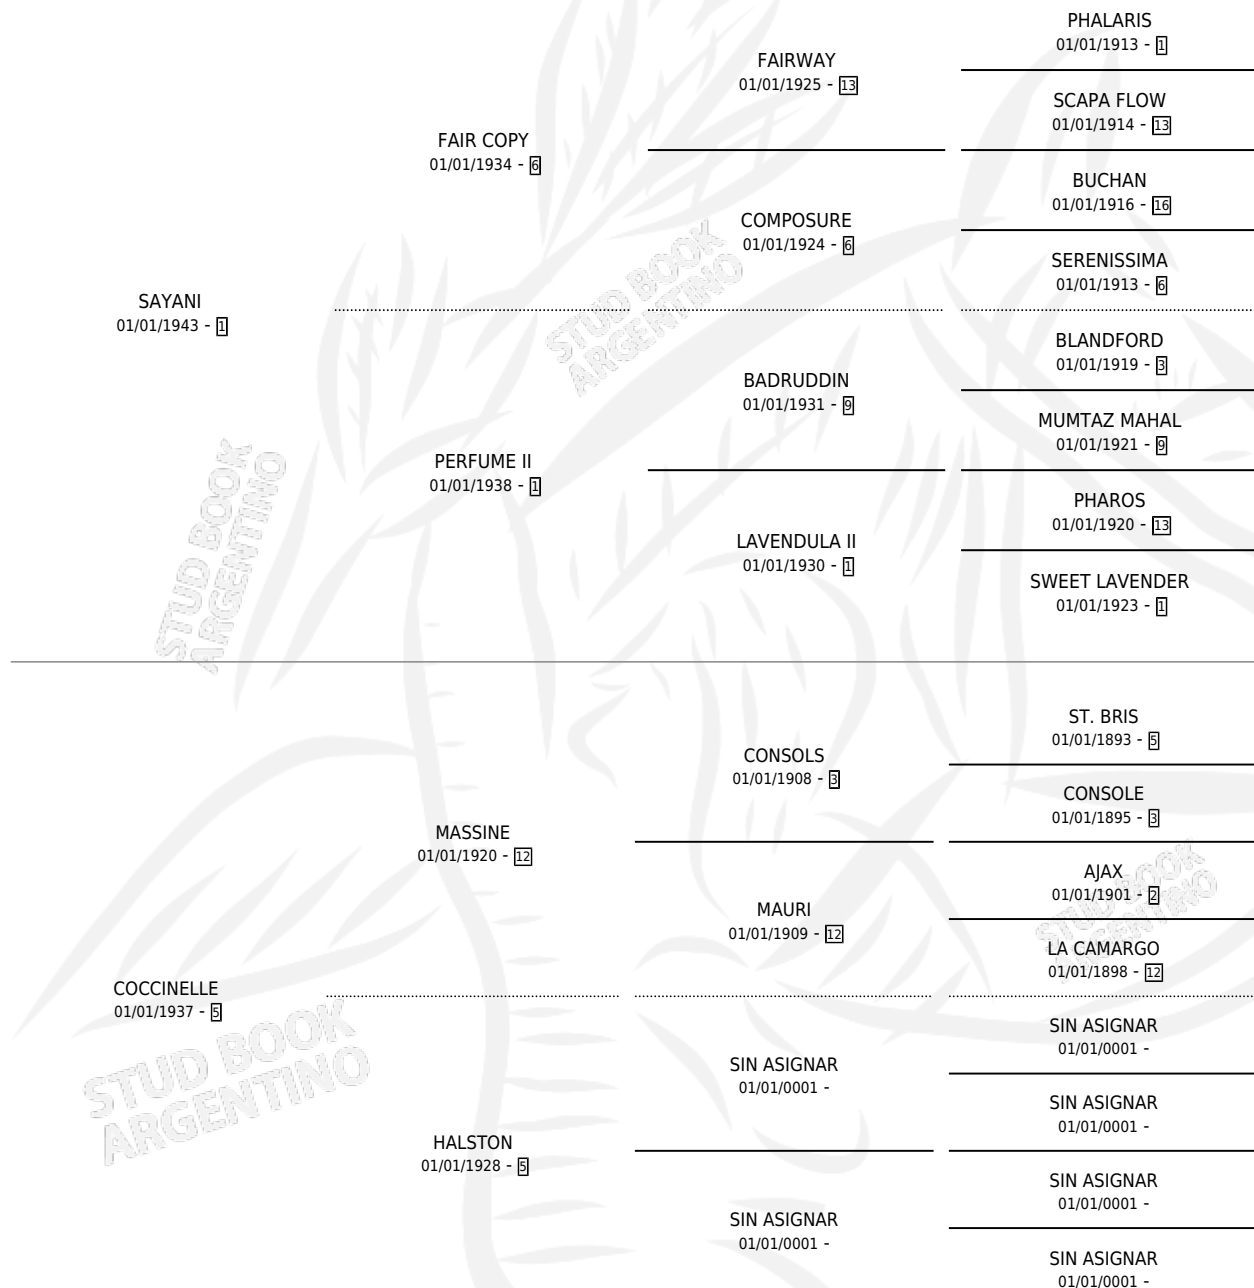 PHALARIS
01/01/1913 - 1
FAIRWAY
01/01/1925 - 13
SCAPA FLOW
01/01/1914 - 13
FAIR COPY
01/01/1934 - 6
BUCHAN
01/01/1916 - 16
COMPOSURE
01/01/1924 - 6
SERENISSIMA
01/01/1913 - 6
SAYANI
01/01/1943 - 1
STUD BOOK
ARGENTINO
BLANDFORD
01/01/1919 - 3
BADRUDDIN
01/01/1931 - 9
MUMTAZ MAHAL
01/01/1921 - 9
PERFUME II
01/01/1938 - 1
PHAROS
01/01/1920 - 13
LAVENDULA II
01/01/1930 - 1
SWEET LAVENDER
01/01/1923 - 1
STUD BOOK
ARGENTINO
ST. BRIS
01/01/1893 - 5
CONSOLS
01/01/1908 - 3
CONSOLE
01/01/1895 - 3
MASSINE
01/01/1920 - 12
AJAX
01/01/1901 - 2
MAURI
01/01/1909 - 12
LA CAMARGO
01/01/1898 - 12
STUD BOOK
ARGENTINO
COCCINELLE
01/01/1937 - 5
SIN ASIGNAR
01/01/0001 -
SIN ASIGNAR
01/01/0001 -
SIN ASIGNAR
01/01/0001 -
STUD BOOK
ARGENTINO
HALSTON
01/01/1928 - 5
SIN ASIGNAR
01/01/0001 -
SIN ASIGNAR
01/01/0001 -
SIN ASIGNAR
01/01/0001 -